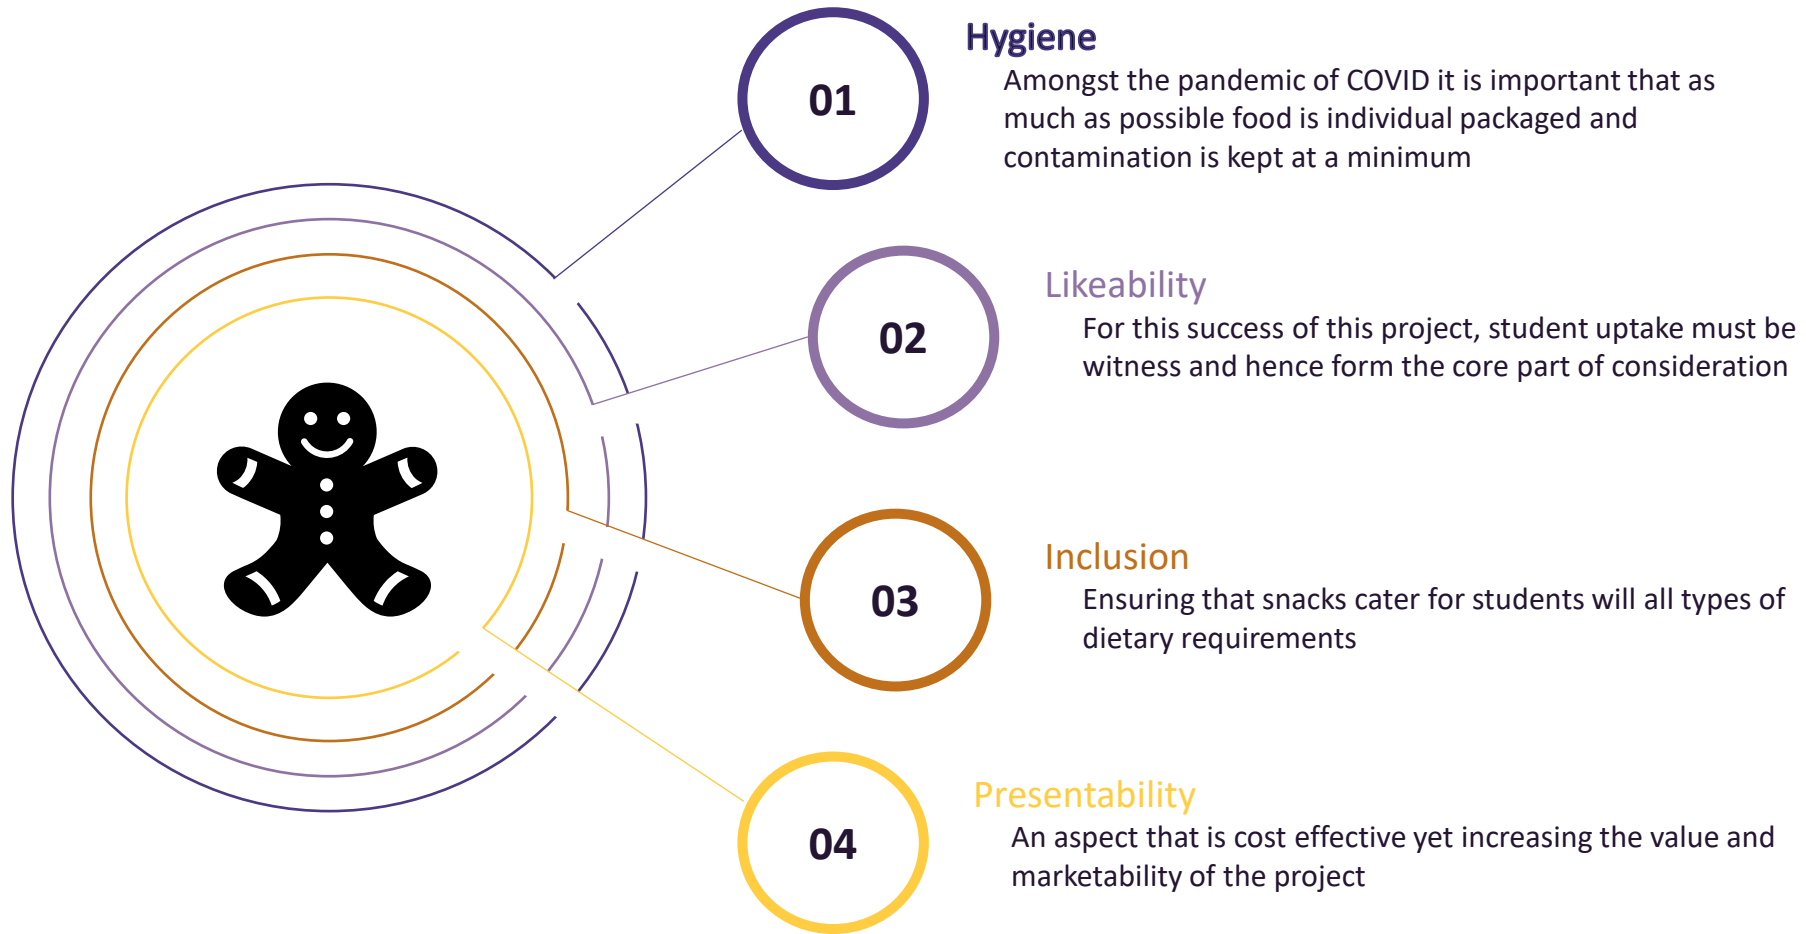 01
Hygiene
Amongst the pandemic of COVID it is important that as
much as possible food is individual packaged and
contamination is kept at a minimum
02
Likeability
For this success of this project, student uptake must be
witness and hence form the core part of consideration
03
Inclusion
Ensuring that snacks cater for students will all types of
dietary requirements
04
Presentability
An aspect that is cost effective yet increasing the value and
marketability of the project